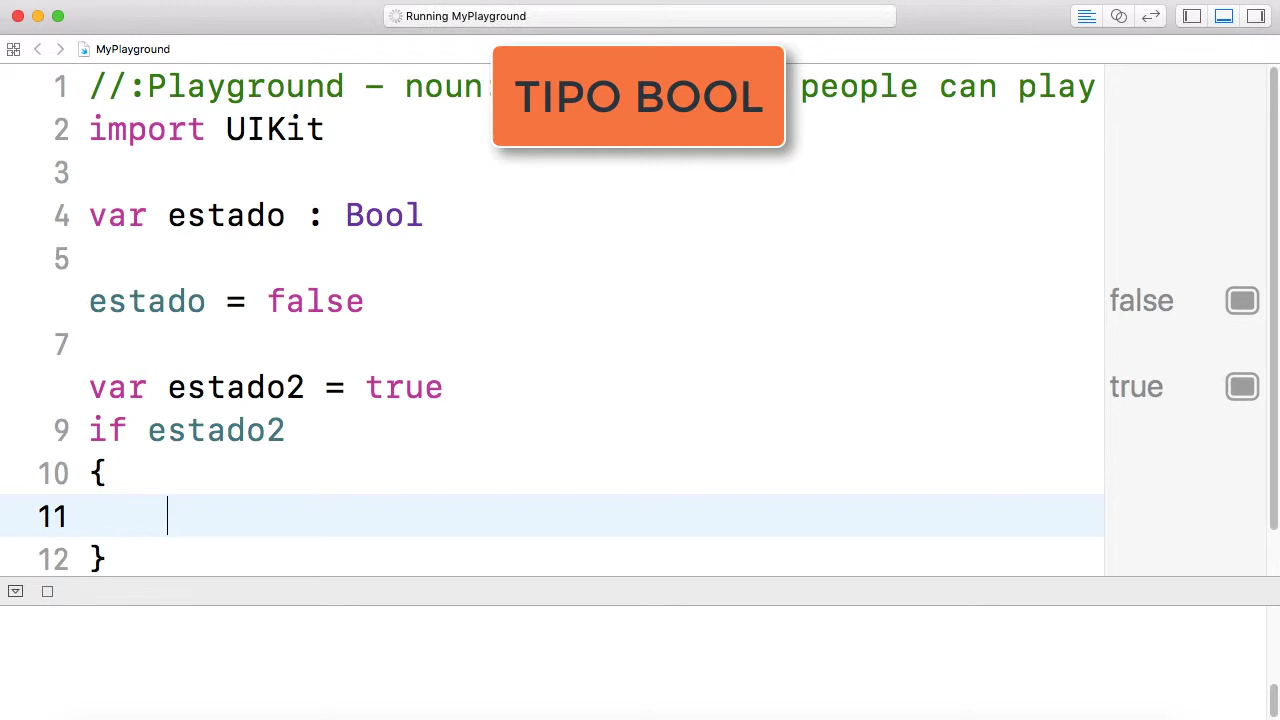 Running MyPlayground
MyPlayground
TIPO BOOL
1 //:Playground - noun: people can play
2 import UIKit
3
4 var estado : Bool
5
estado = false false
7
var estado2 = true true
9 if estado2
10 {
11
12 }